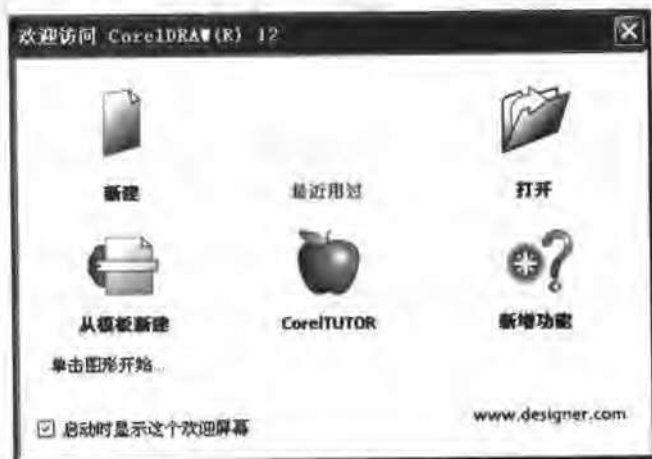 欢迎访问 CorelDRAW(R) 12
新建
最近用过
打开
从模板新建
CorelTUTOR
新增功能
单击图形开始...
启动时显示这个欢迎屏幕
www.designer.com